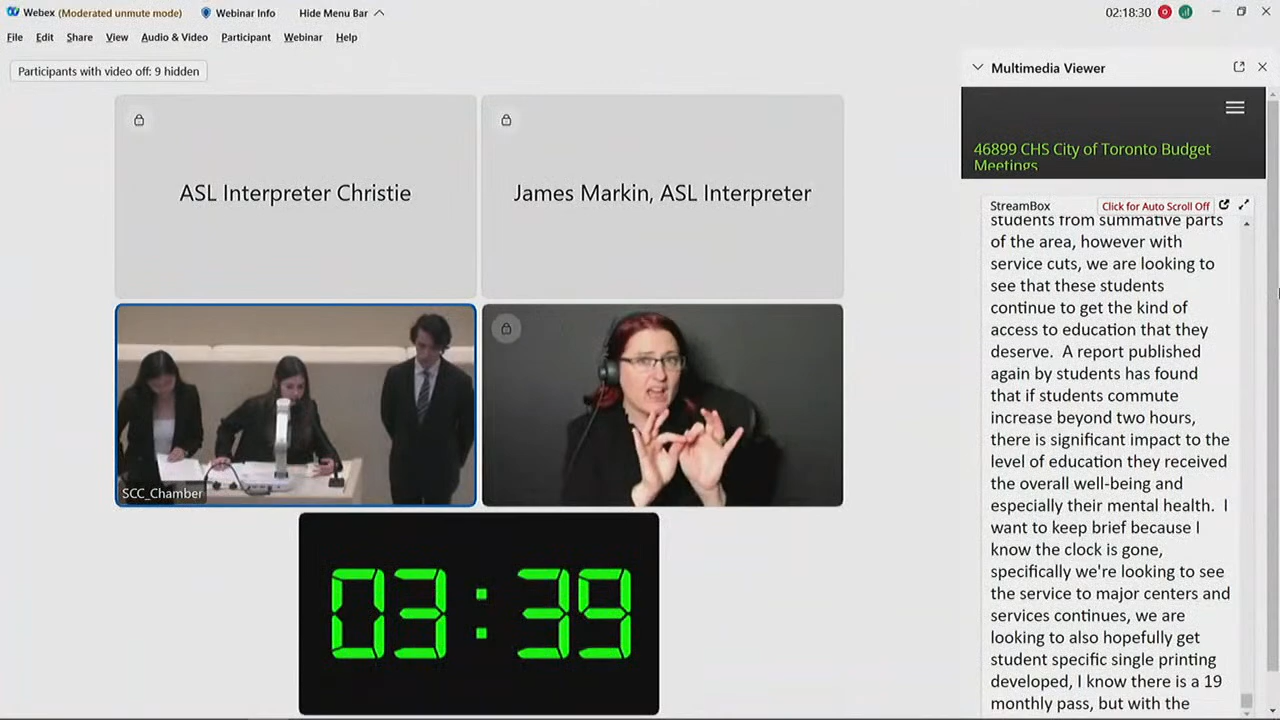 Webex (Moderated unmute mode) Webinar Info Hide Menu Bar 02:18:30
File Edit Share View Audio & Video Participant Webinar Help
Participants with video off: 9 hidden
Multimedia Viewer
46899 CHS City of Toronto Budget
Meetings
ASL Interpreter Christie
James Markin, ASL Interpreter
SCC_Chamber
03:39
StreamBox Click for Auto Scroll Off
students from summative parts
of the area, however with
service cuts, we are looking to
see that these students
continue to get the kind of
access to education that they
deserve. A report published
again by students has found
that if students commute
increase beyond two hours,
there is significant impact to the
level of education they received
the overall well-being and
especially their mental health. I
want to keep brief because I
know the clock is gone,
specifically we're looking to see
the service to major centers and
services continues, we are
looking to also hopefully get
student specific single printing
developed, I know there is a 19
monthly pass, but with the